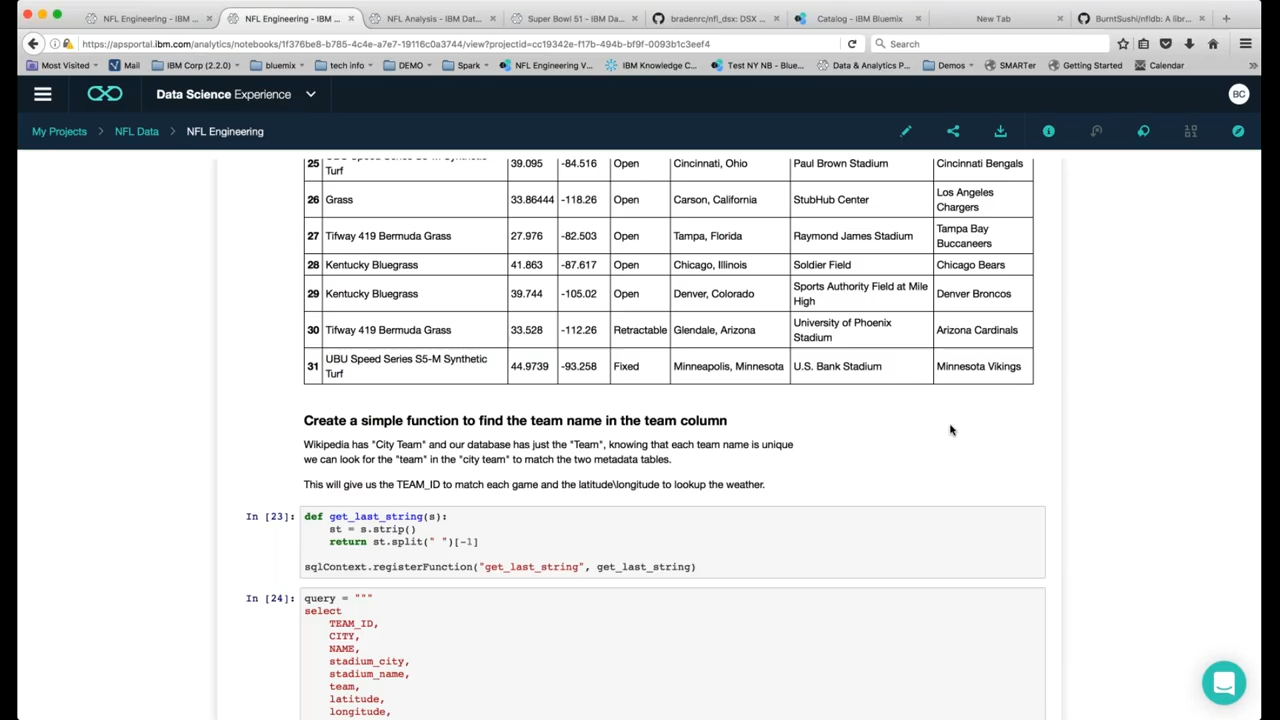 NFL Engineering - IBM ...
NFL Engineering - IBM ...
NFL Analysis - IBM Dat...
Super Bowl 51 - IBM Da...
bradenrc/nfl_dsx: DSX ...
Catalog - IBM Bluemix
New Tab
BurntSushi/nfldb: A librar...
https://apsportal.ibm.com/analytics/notebooks/1f376be8-b785-4c4e-a7e7-19116c0a3744/view?projectid=cc19342e-f17b-494b-bf9f-0093b1c3eef4
Search
Most Visited
Mail
IBM Corp (2.2.0)
bluemix
tech info
DEMO
Spark
NFL Engineering V...
IBM Knowledge C...
Test NY NB - Blue...
Data & Analytics P...
Demos
SMARTer
Getting Started
Calendar
Data Science Experience
BC
My Projects > NFL Data > NFL Engineering
25 UBU Speed Series S5-M Synthetic Turf 39.095 -84.516 Open Cincinnati, Ohio Paul Brown Stadium Cincinnati Bengals
26 Grass 33.86444 -118.26 Open Carson, California StubHub Center Los Angeles Chargers
27 Tifway 419 Bermuda Grass 27.976 -82.503 Open Tampa, Florida Raymond James Stadium Tampa Bay Buccaneers
28 Kentucky Bluegrass 41.863 -87.617 Open Chicago, Illinois Soldier Field Chicago Bears
29 Kentucky Bluegrass 39.744 -105.02 Open Denver, Colorado Sports Authority Field at Mile High Denver Broncos
30 Tifway 419 Bermuda Grass 33.528 -112.26 Retractable Glendale, Arizona University of Phoenix Stadium Arizona Cardinals
31 UBU Speed Series S5-M Synthetic Turf 44.9739 -93.258 Fixed Minneapolis, Minnesota U.S. Bank Stadium Minnesota Vikings
Create a simple function to find the team name in the team column
Wikipedia has "City Team" and our database has just the "Team", knowing that each team name is unique
we can look for the "team" in the "city team" to match the two metadata tables.
This will give us the TEAM_ID to match each game and the latitude\longitude to lookup the weather.
In [23]: def get_last_string(s):
st = s.strip()
return st.split(" ")[-1]
sqlContext.registerFunction("get_last_string", get_last_string)
In [24]: query = """
select
TEAM_ID,
CITY,
NAME,
stadium_city,
stadium_name,
team,
latitude,
longitude,